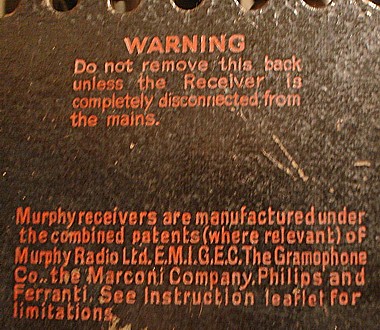 WARNING
Do not remove this back
unless the Receiver is
completely disconnected from
the mains.
Murphy receivers are manufactured under
the combined patents (where relevant) of
Murphy Radio Ltd. E.M.I. G.E.C. The Gramophone
Co., the Marconi Company, Philips and
Ferranti. See Instruction leaflet for
limitations.